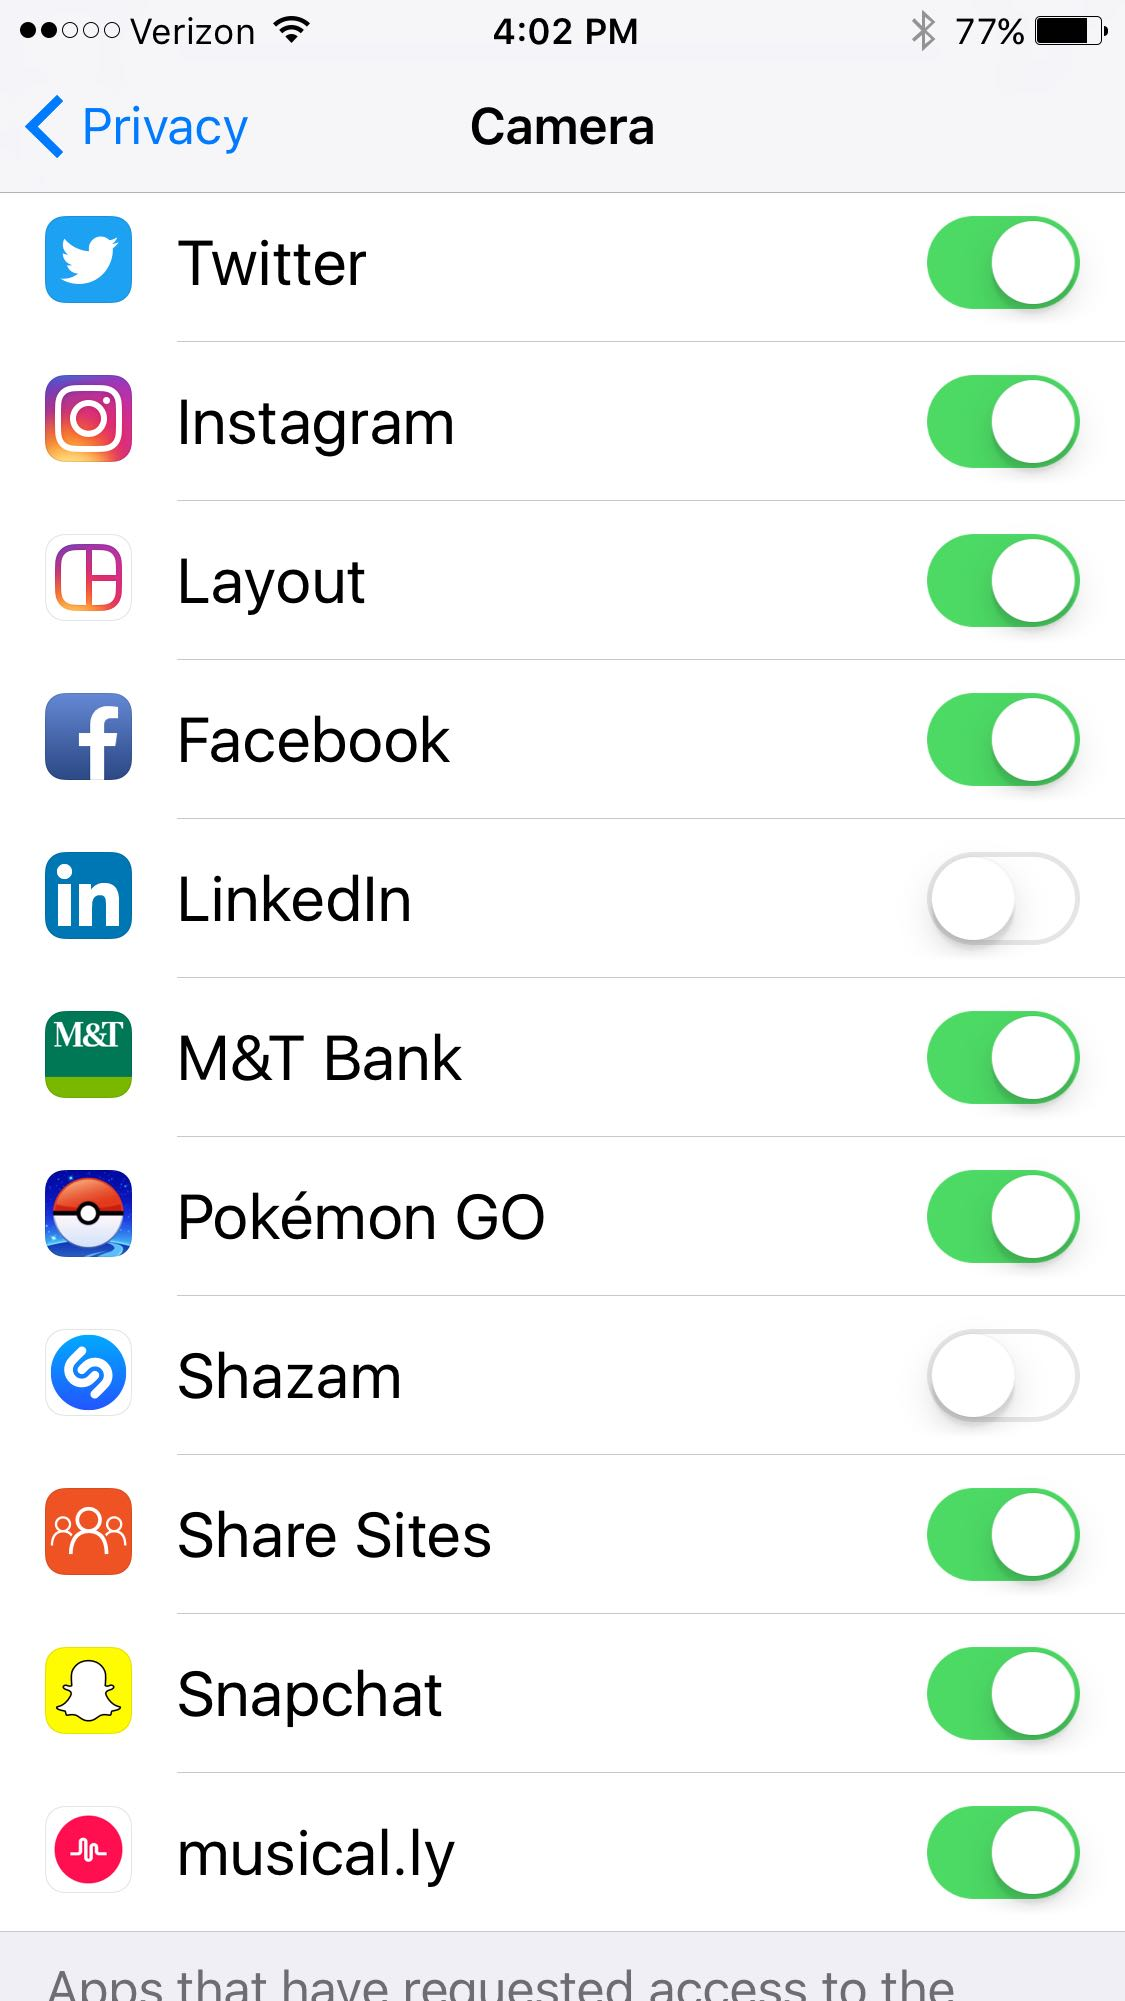 Verizon 4:02 PM 77%
Privacy Camera
Twitter
Instagram
Layout
Facebook
in LinkedIn
M&T M&T Bank
Pokémon GO
Shazam
Share Sites
Snapchat
musical.ly
Apps that have requested access to the